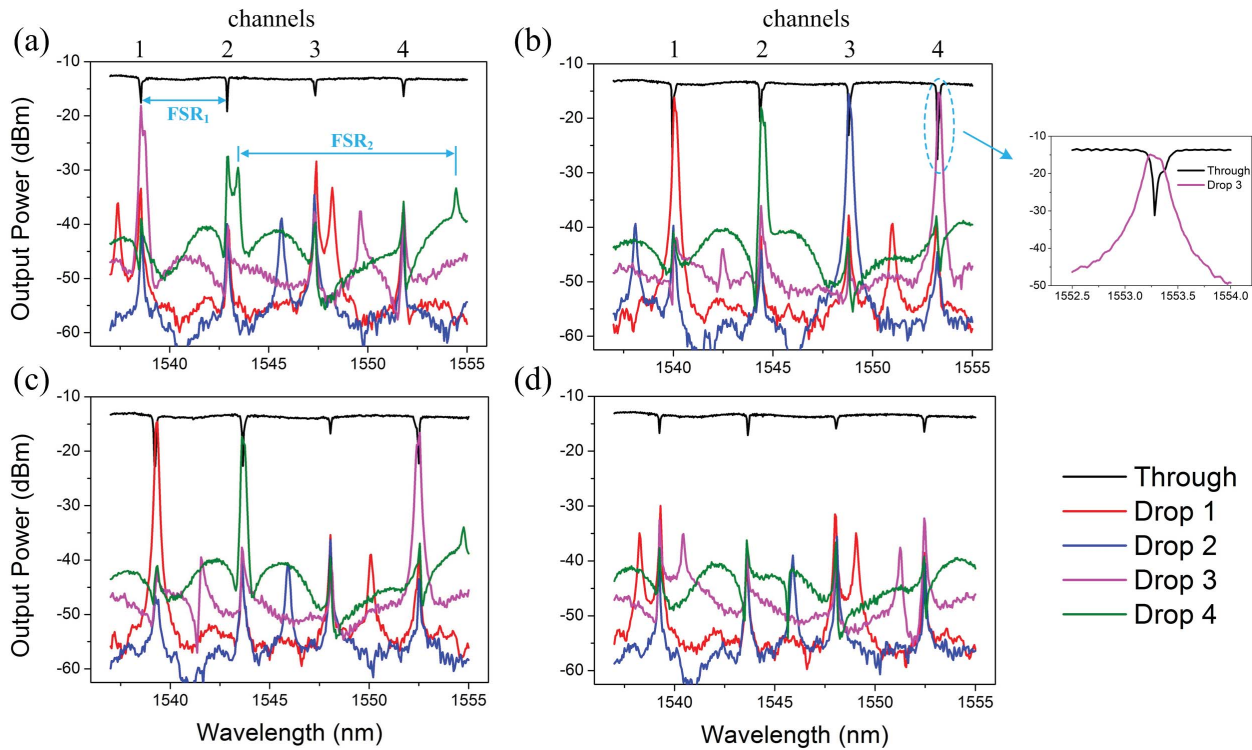 channels
channels
(a)
1 2 3 4
(b)
1 2 3 4
Output Power (dBm)
-10
-20
-30
-40
-50
-60
FSR1
FSR2
1540 1545 1550 1555
-10
-20
-30
-40
-50
-60
1540 1545 1550 1555
-10
-20
-30
-40
-50
Through
Drop 3
1552.5 1553.0 1553.5 1554.0
(c)
(d)
Output Power (dBm)
-10
-20
-30
-40
-50
-60
1540 1545 1550 1555
Wavelength (nm)
-10
-20
-30
-40
-50
-60
1540 1545 1550 1555
Wavelength (nm)
Through
Drop 1
Drop 2
Drop 3
Drop 4